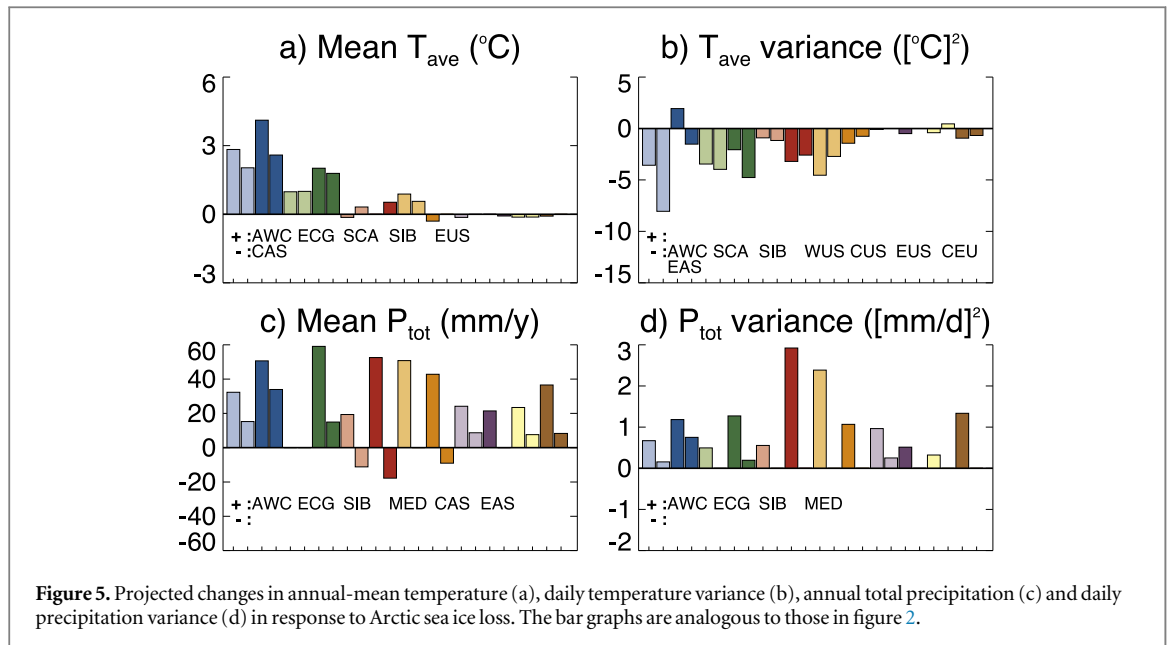 a) Mean T_ave (°C)
6
3
0
-3
+ : AWC ECG SCA SIB EUS
- : CAS
b) T_ave variance ([°C]²)
5
0
-5
-10
-15
+ : AWC SCA SIB WUS CUS EUS CEU
- : EAS
c) Mean P_tot (mm/y)
60
40
20
0
-20
-40
-60
+ : AWC ECG SIB MED CAS EAS
- :
d) P_tot variance ([mm/d]²)
3
2
1
0
-1
-2
+ : AWC ECG SIB MED
- :
Figure 5. Projected changes in annual-mean temperature (a), daily temperature variance (b), annual total precipitation (c) and daily
precipitation variance (d) in response to Arctic sea ice loss. The bar graphs are analogous to those in figure 2.